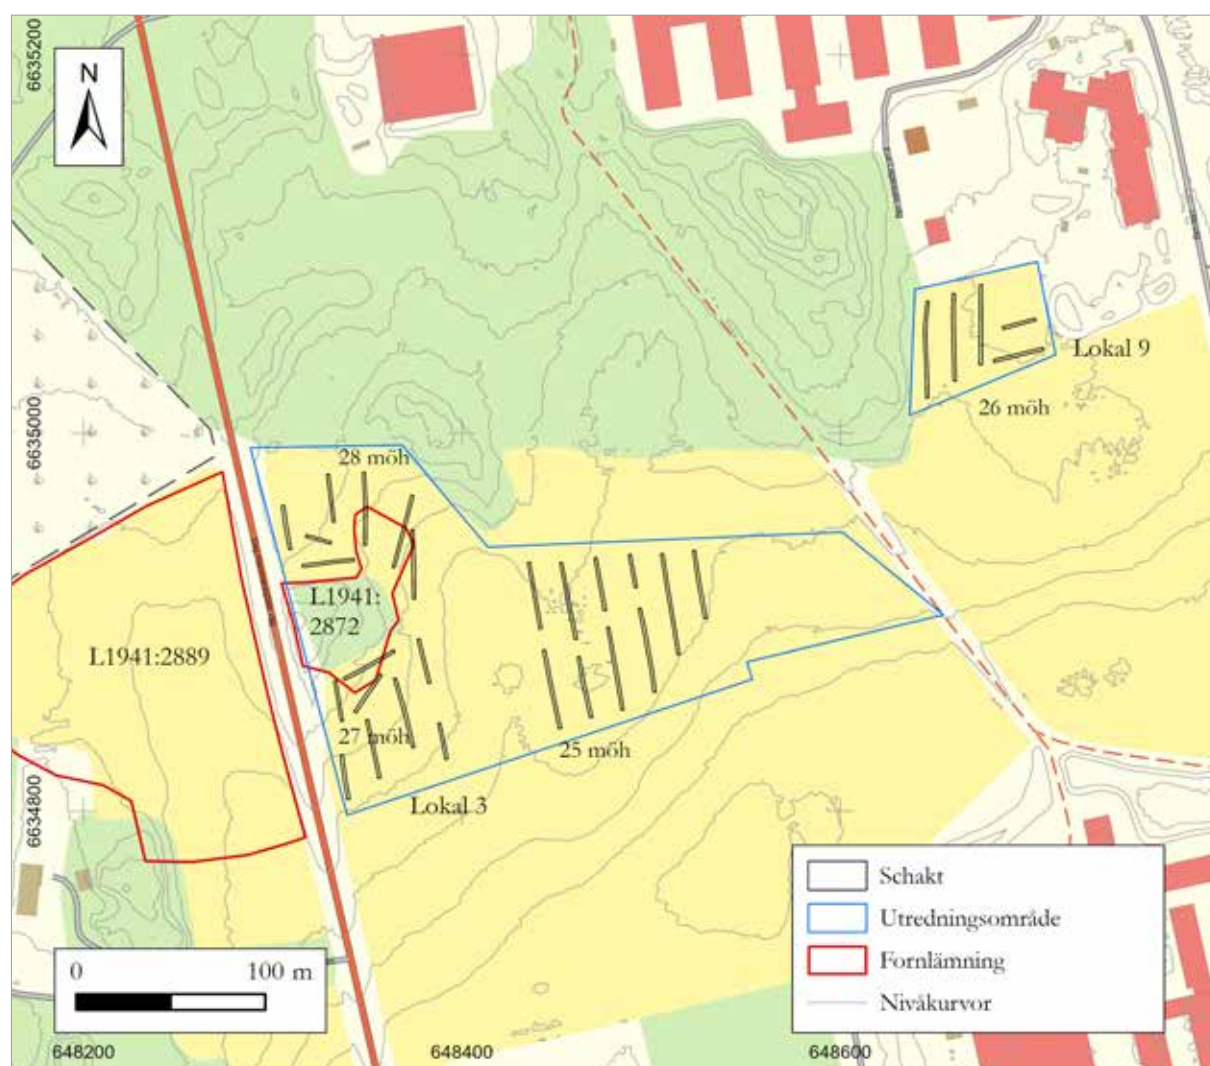 6635200
N
Lokal 9
26 möh
6635000
28 möh
L1941:
2872
L1941:2889
27 möh
25 möh
Lokal 3
6634800
Schakt
Utredningsområde
Fornlämning
Nivåkurvor
0 100 m
648200
648400
648600